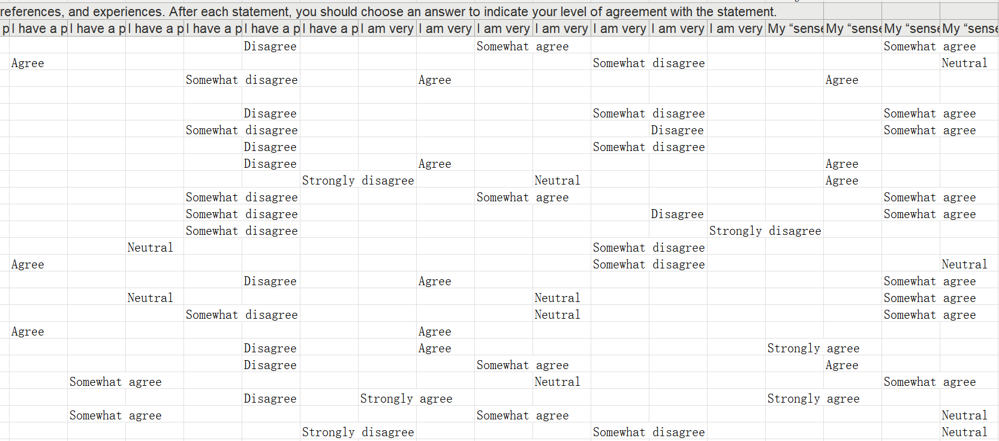 references, and experiences. After each statement, you should choose an answer to indicate your level of agreement with the statement.
p I have a p I have a p I have a p I have a p I have a p I have a p I am very I am very I am very I am very I am very I am very I am very My “sense My “sense My “sense My “sense
Disagree Somewhat agree Somewhat agree
Agree Somewhat disagree Neutral
Somewhat disagree Agree Agree
Disagree Somewhat disagree Somewhat agree
Somewhat disagree Disagree Somewhat agree
Disagree Somewhat disagree
Disagree Agree Agree
Strongly disagree Neutral Agree
Somewhat disagree Somewhat agree Somewhat agree
Somewhat disagree Disagree Somewhat agree
Somewhat disagree Strongly disagree
Neutral Somewhat disagree
Agree Somewhat disagree Neutral
Disagree Agree Somewhat agree
Neutral Neutral Somewhat agree
Somewhat disagree Neutral Somewhat agree
Agree Agree
Disagree Agree Strongly agree
Disagree Somewhat agree Agree
Somewhat agree Neutral Somewhat agree
Disagree Strongly agree Strongly agree
Somewhat agree Somewhat agree Neutral
Strongly disagree Somewhat disagree Neutral